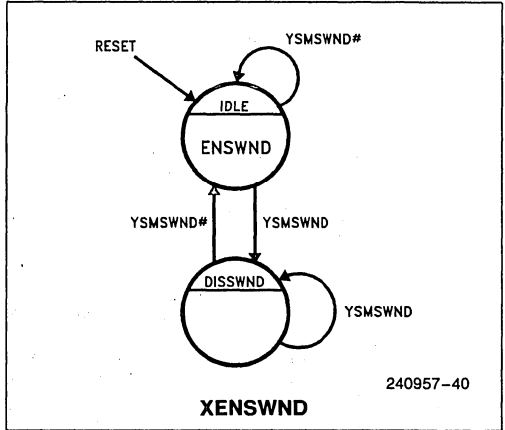 YSMSWND#
RESET
IDLE
ENSWND
YSMSWND# YSMSWND
DISSWND
YSMSWND
240957-40
XENSWND